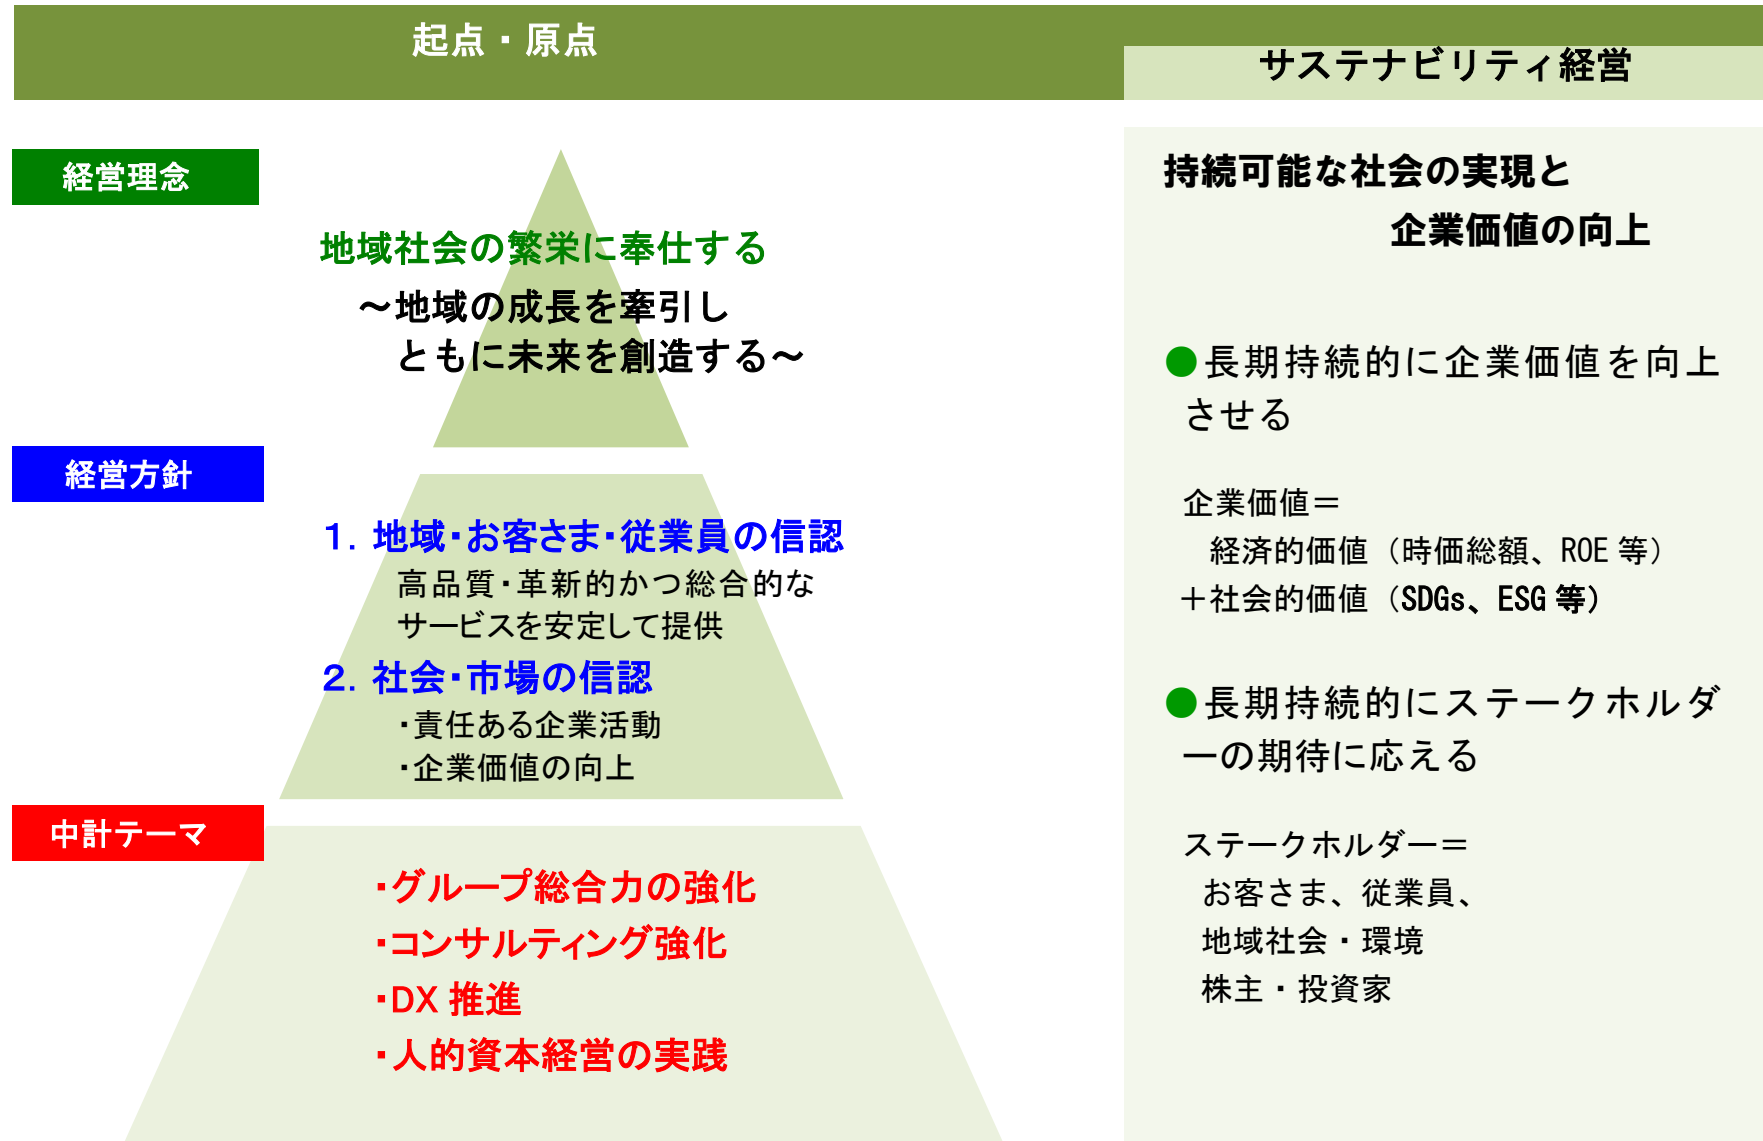 起点・原点
サステナビリティ経営
経営理念
地域社会の繁栄に奉仕する
～地域の成長を牽引し
ともに未来を創造する～
経営方針
1．地域・お客さま・従業員の信認
高品質・革新的かつ総合的な
サービスを安定して提供
2．社会・市場の信認
・責任ある企業活動
・企業価値の向上
中計テーマ
・グループ総合力の強化
・コンサルティング強化
・DX 推進
・人的資本経営の実践
持続可能な社会の実現と
企業価値の向上
●長期持続的に企業価値を向上
させる
企業価値＝
経済的価値（時価総額、ROE 等）
＋社会的価値（SDGs、ESG 等）
●長期持続的にステークホルダ
ーの期待に応える
ステークホルダー＝
お客さま、従業員、
地域社会・環境
株主・投資家